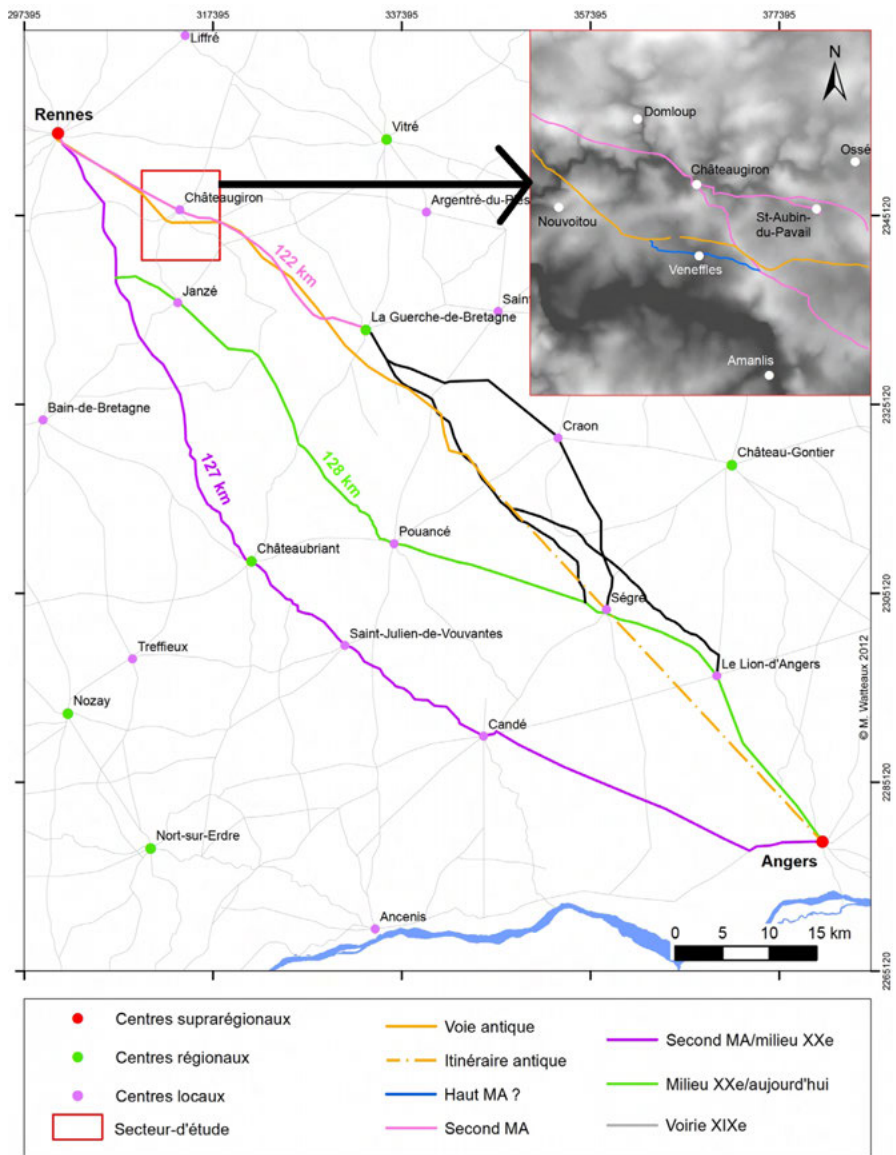 297395 317395 337395 357395 377395
Liffré
Rennes
Vitré
Châteaugiron
Argentré-du-Ples
N
Domloup
Ossé
Châteaugiron
Nouvoitou
St-Aubin-
du-Pavail
Veneffles
Amanlis
2345120
122 km
Janzé
La Guerche-de-Bretagne
Saint
2325120
Bain-de-Bretagne
Craon
Château-Gontier
127 km
128 km
Pouancé
Châteaubriant
2305120
Ségré
Saint-Julien-de-Vouvantes
Treffieux
Le Lion-d'Angers
© M. Watteaux 2012
Nozay
Candé
2285120
Nort-sur-Erdre
Angers
Ancenis
0 5 10 15 km
2265120
Centres suprarégionaux
Centres régionaux
Centres locaux
Secteur-d'étude
Voie antique
Itinéraire antique
Haut MA ?
Second MA
Second MA/milieu XXe
Milieu XXe/aujourd'hui
Voirie XIXe